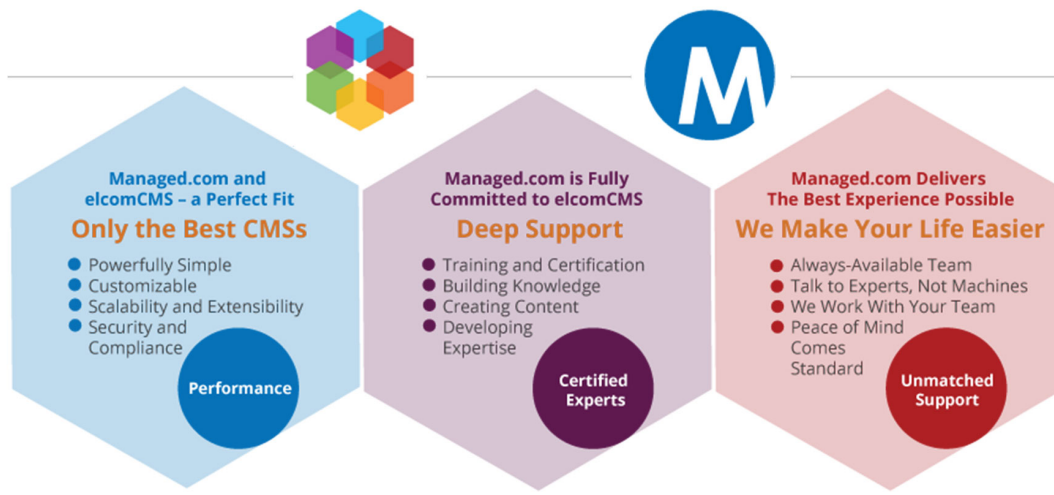 M
Managed.com and
elcomCMS – a Perfect Fit
Only the Best CMSs
Powerfully Simple
Customizable
Scalability and Extensibility
Security and
Compliance
Performance
Managed.com is Fully
Committed to elcomCMS
Deep Support
Training and Certification
Building Knowledge
Creating Content
Developing
Expertise
Certified
Experts
Managed.com Delivers
The Best Experience Possible
We Make Your Life Easier
Always-Available Team
Talk to Experts, Not Machines
We Work With Your Team
Peace of Mind
Comes
Standard
Unmatched
Support